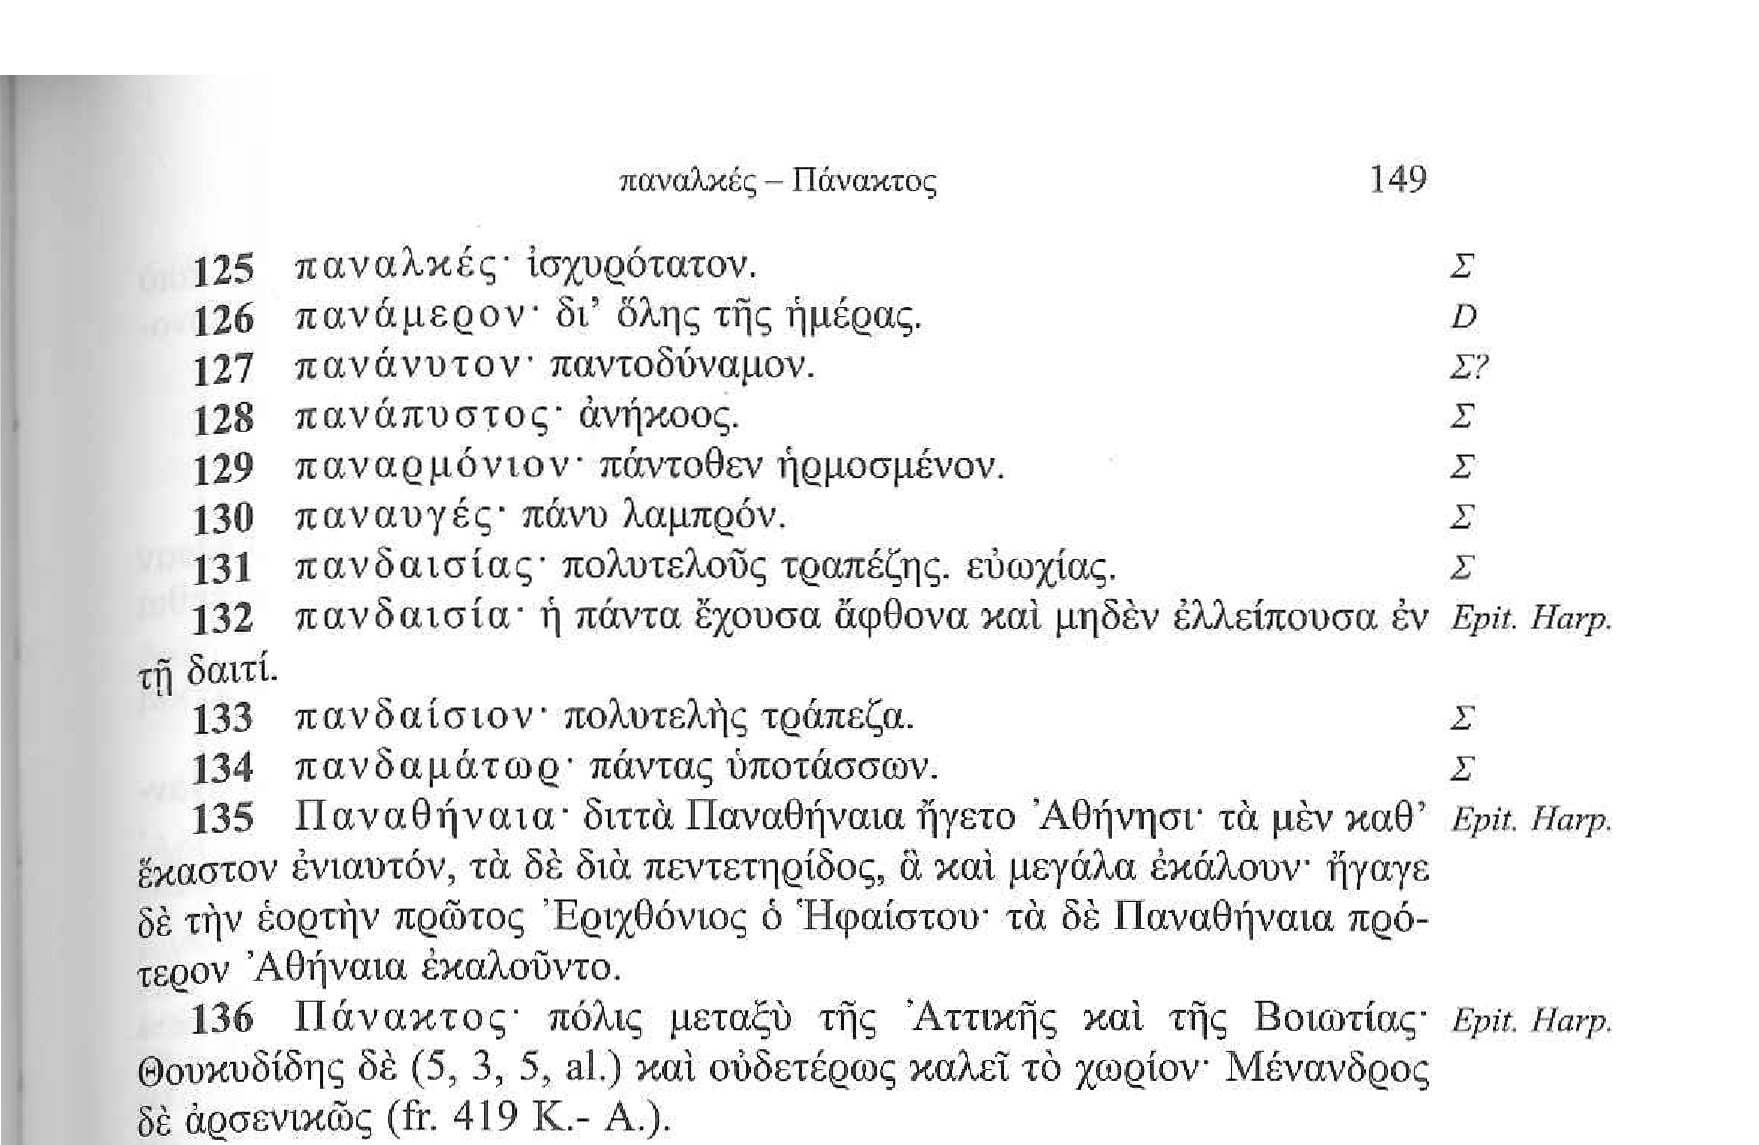 παναλκές – Πάνακτος 149
125 παναλκές· ἰσχυρότατον. Σ
126 πανάμερον· δι’ ὅλης τῆς ἡμέρας. D
127 πανάνυτον· παντοδύναμον. Σ?
128 πανάπυστος· ἀνήκοος. Σ
129 παναρμόνιον· πάντοθεν ἡρμοσμένον. Σ
130 παναυγές· πάνυ λαμπρόν. Σ
131 πανδαισίας· πολυτελοῦς τραπέζης. εὐωχίας. Σ
132 πανδαισία· ἡ πάντα ἔχουσα ἄφθονα καὶ μηδὲν ἐλλείπουσα ἐν Epit. Harp.
τῇ δαιτί.
133 πανδαίσιον· πολυτελὴς τράπεζα. Σ
134 πανδαμάτωρ· πάντας ὑποτάσσων. Σ
135 Παναθήναια· διττὰ Παναθήναια ἤγετο Ἀθήνησι· τὰ μὲν καθ’ Epit. Harp.
ἕκαστον ἐνιαυτόν, τὰ δὲ διὰ πεντετηρίδος, ἃ καὶ μεγάλα ἐκάλουν· ἤγαγε
δὲ τὴν ἑορτὴν πρῶτος Ἐριχθόνιος ὁ Ἡφαίστου· τὰ δὲ Παναθήναια πρό-
τερον Ἀθήναια ἐκαλοῦντο.
136 Πάνακτος· πόλις μεταξὺ τῆς Ἀττικῆς καὶ τῆς Βοιωτίας· Epit. Harp.
Θουκυδίδης δὲ (5, 3, 5, al.) καὶ οὐδετέρως καλεῖ τὸ χωρίον· Μένανδρος
δὲ ἀρσενικῶς (fr. 419 K.- A.).